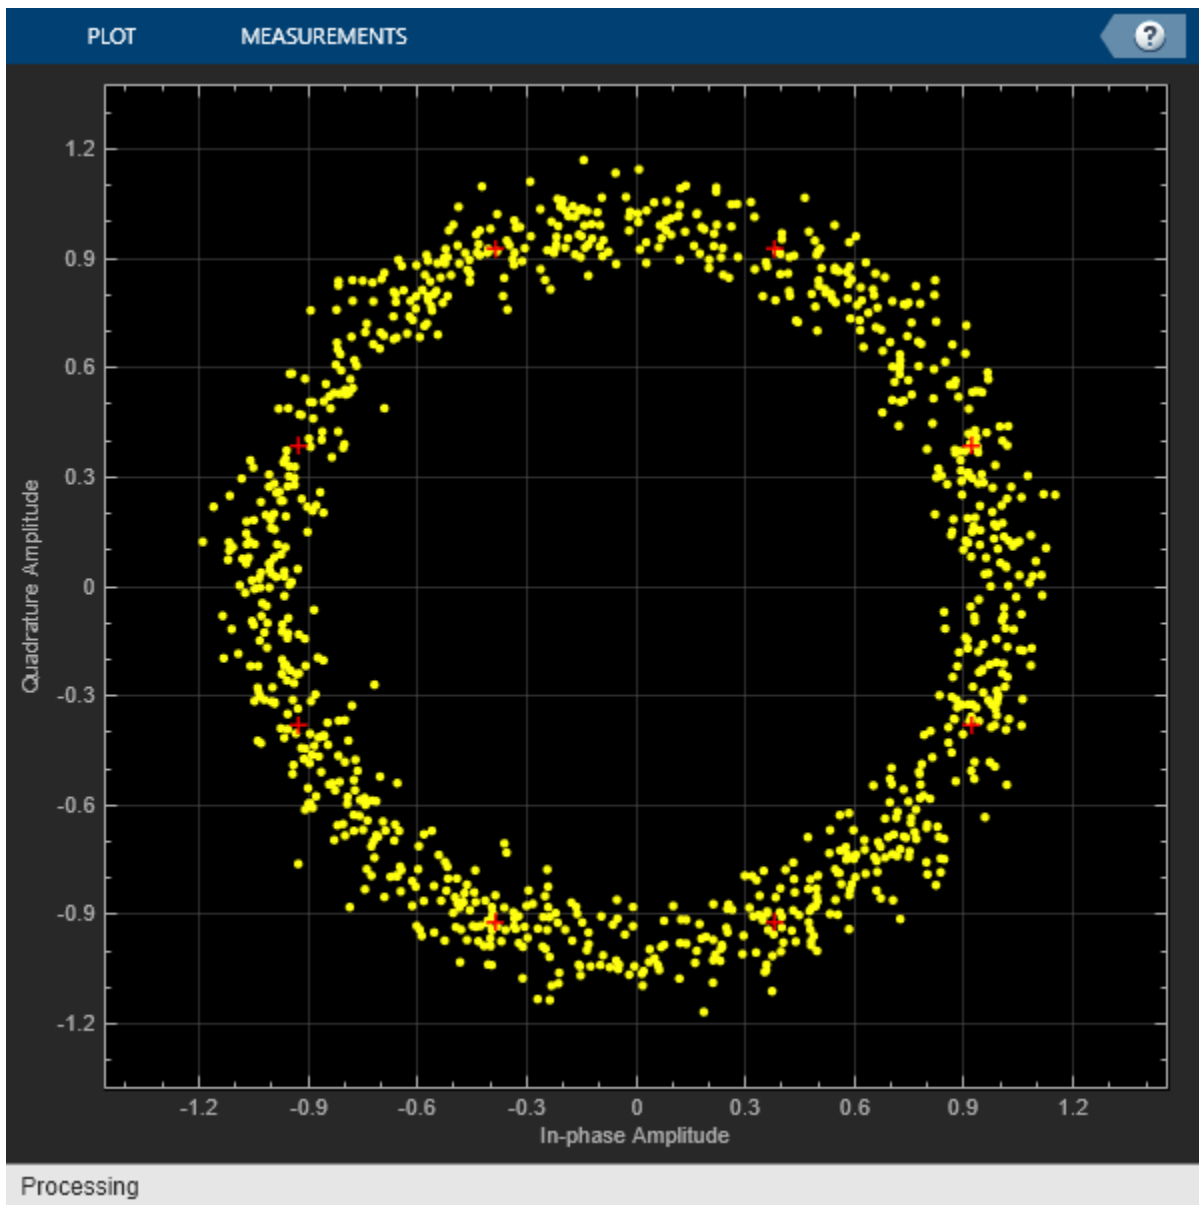 PLOT MEASUREMENTS ?
1.2
0.9
0.6
0.3
0
-0.3
-0.6
-0.9
-1.2
Quadrature Amplitude
-1.2 -0.9 -0.6 -0.3 0 0.3 0.6 0.9 1.2
In-phase Amplitude
Processing